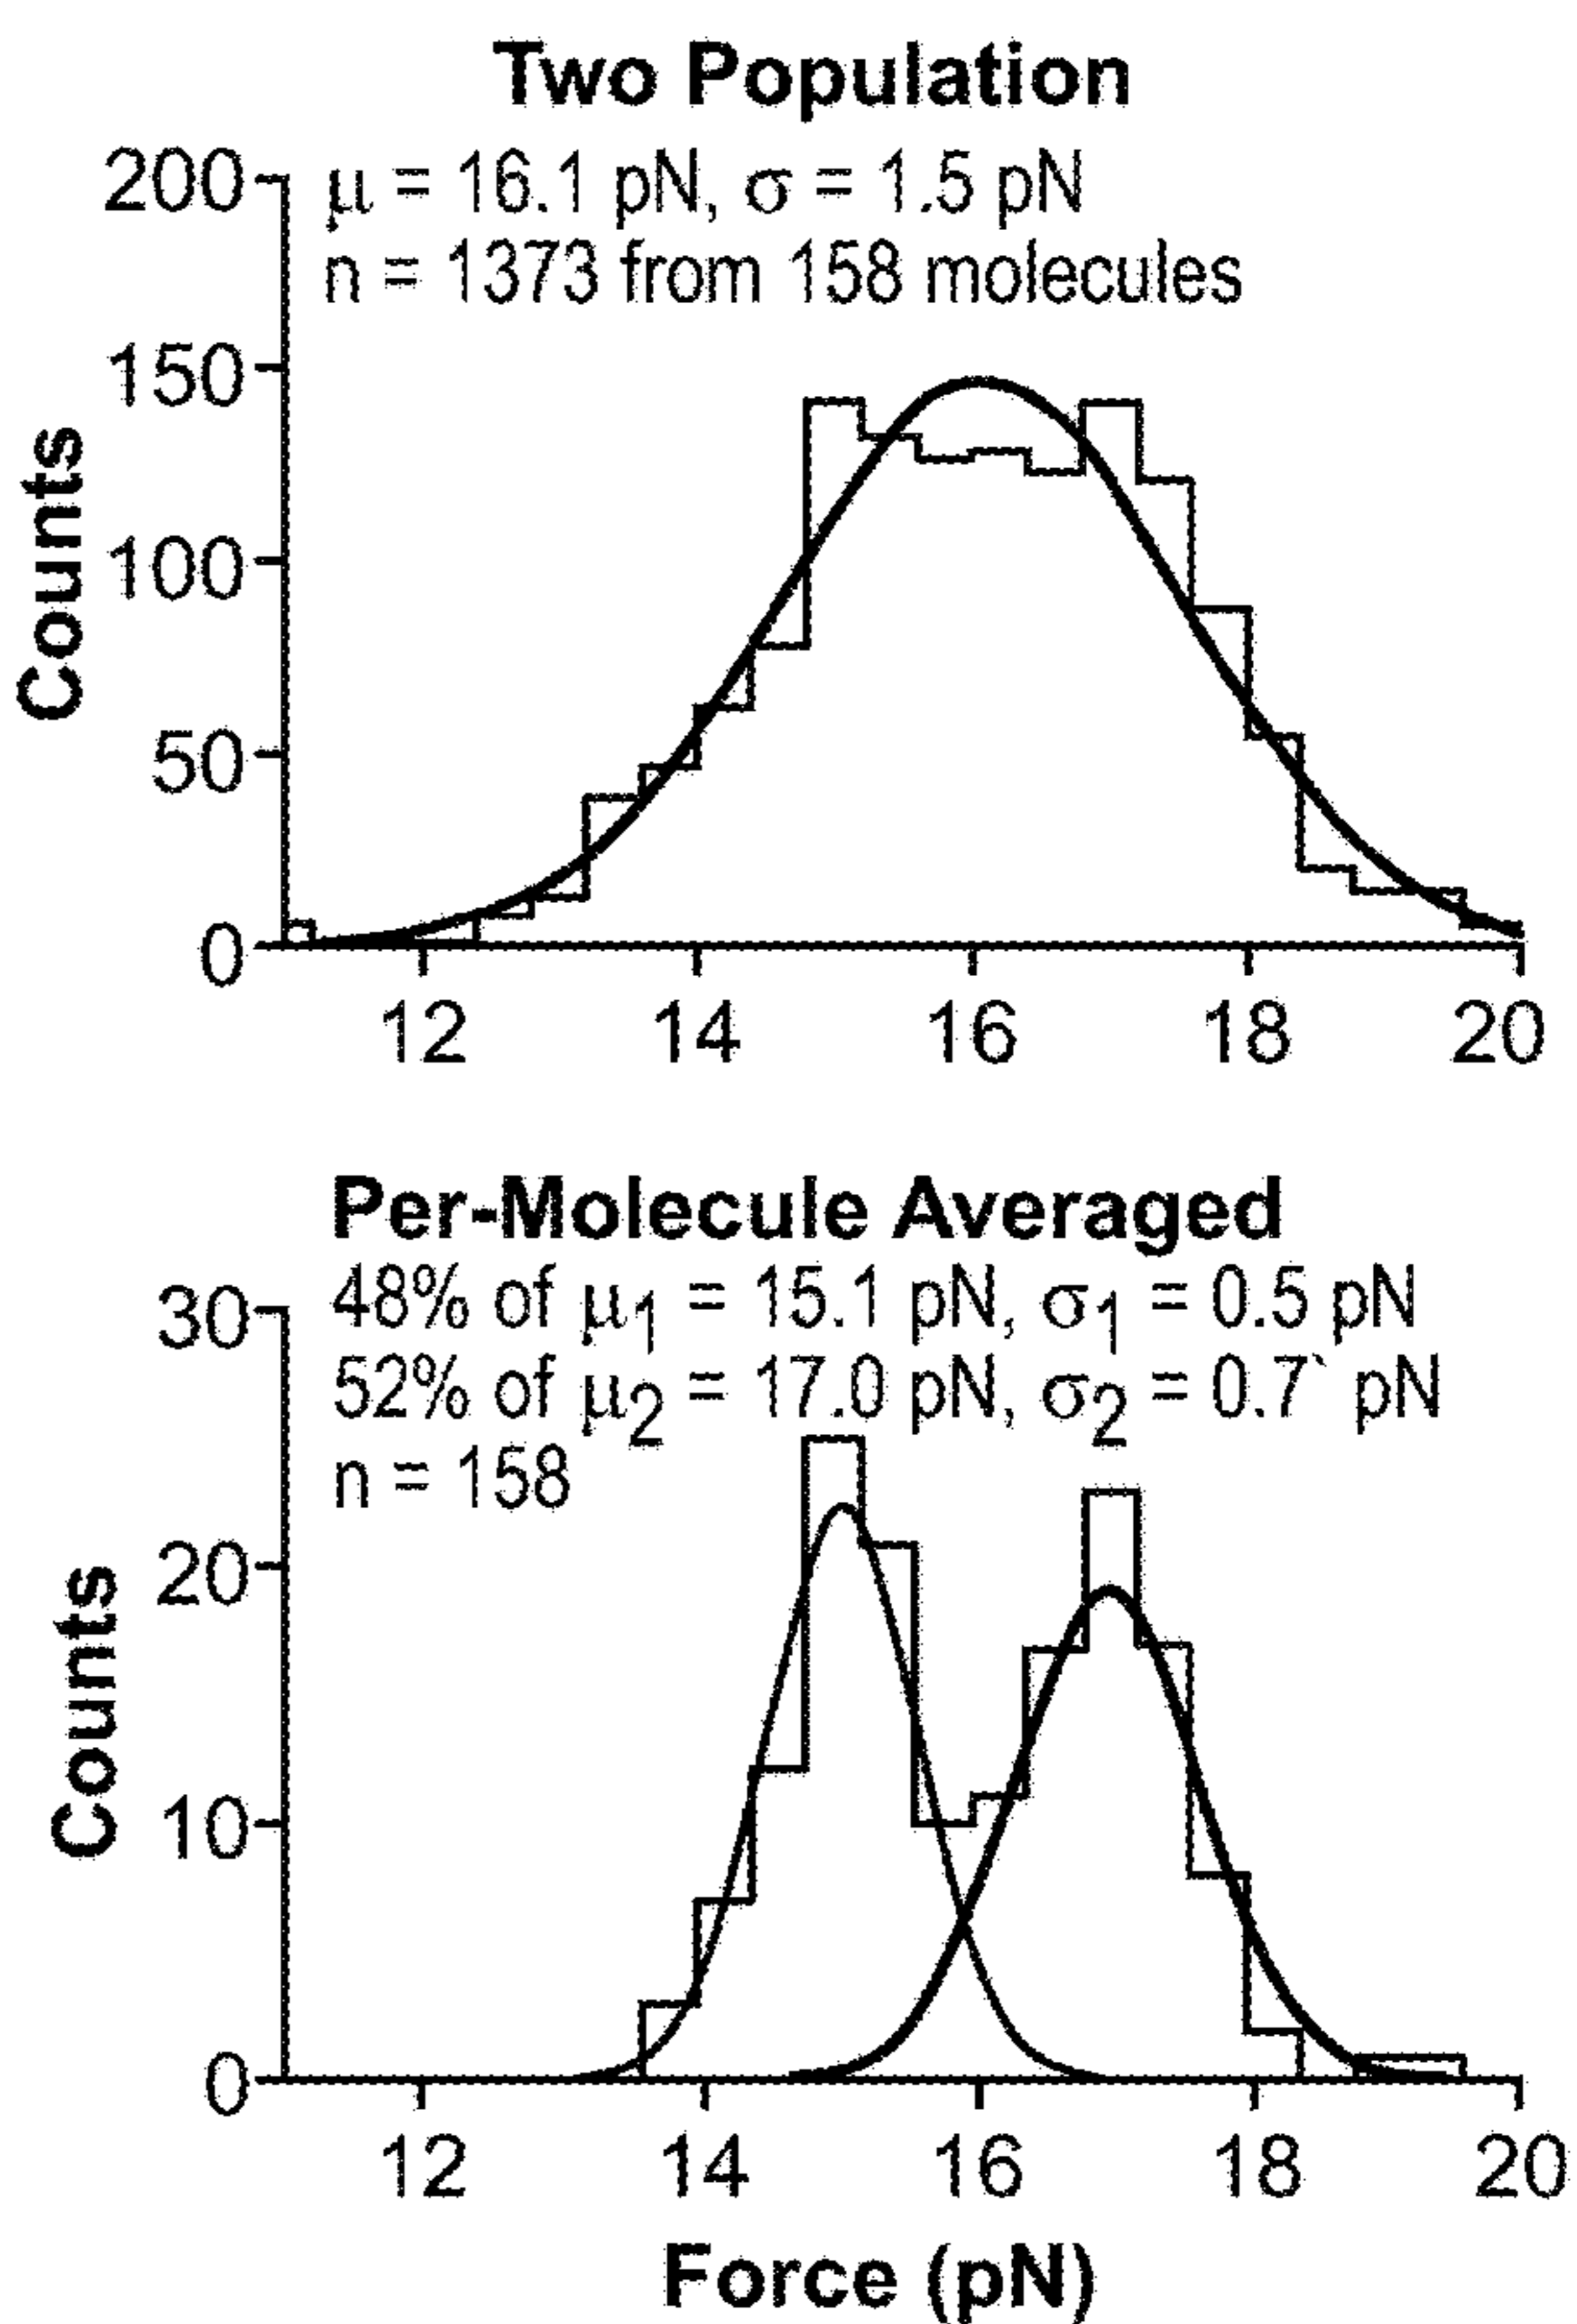 Two Population
μ = 16.1 pN, σ = 1.5 pN
n = 1373 from 158 molecules
200
150
100
50
0
Counts
12 14 16 18 20
Per-Molecule Averaged
48% of μ1 = 15.1 pN, σ1 = 0.5 pN
52% of μ2 = 17.0 pN, σ2 = 0.7` pN
n = 158
30
20
10
0
Counts
12 14 16 18 20
Force (pN)